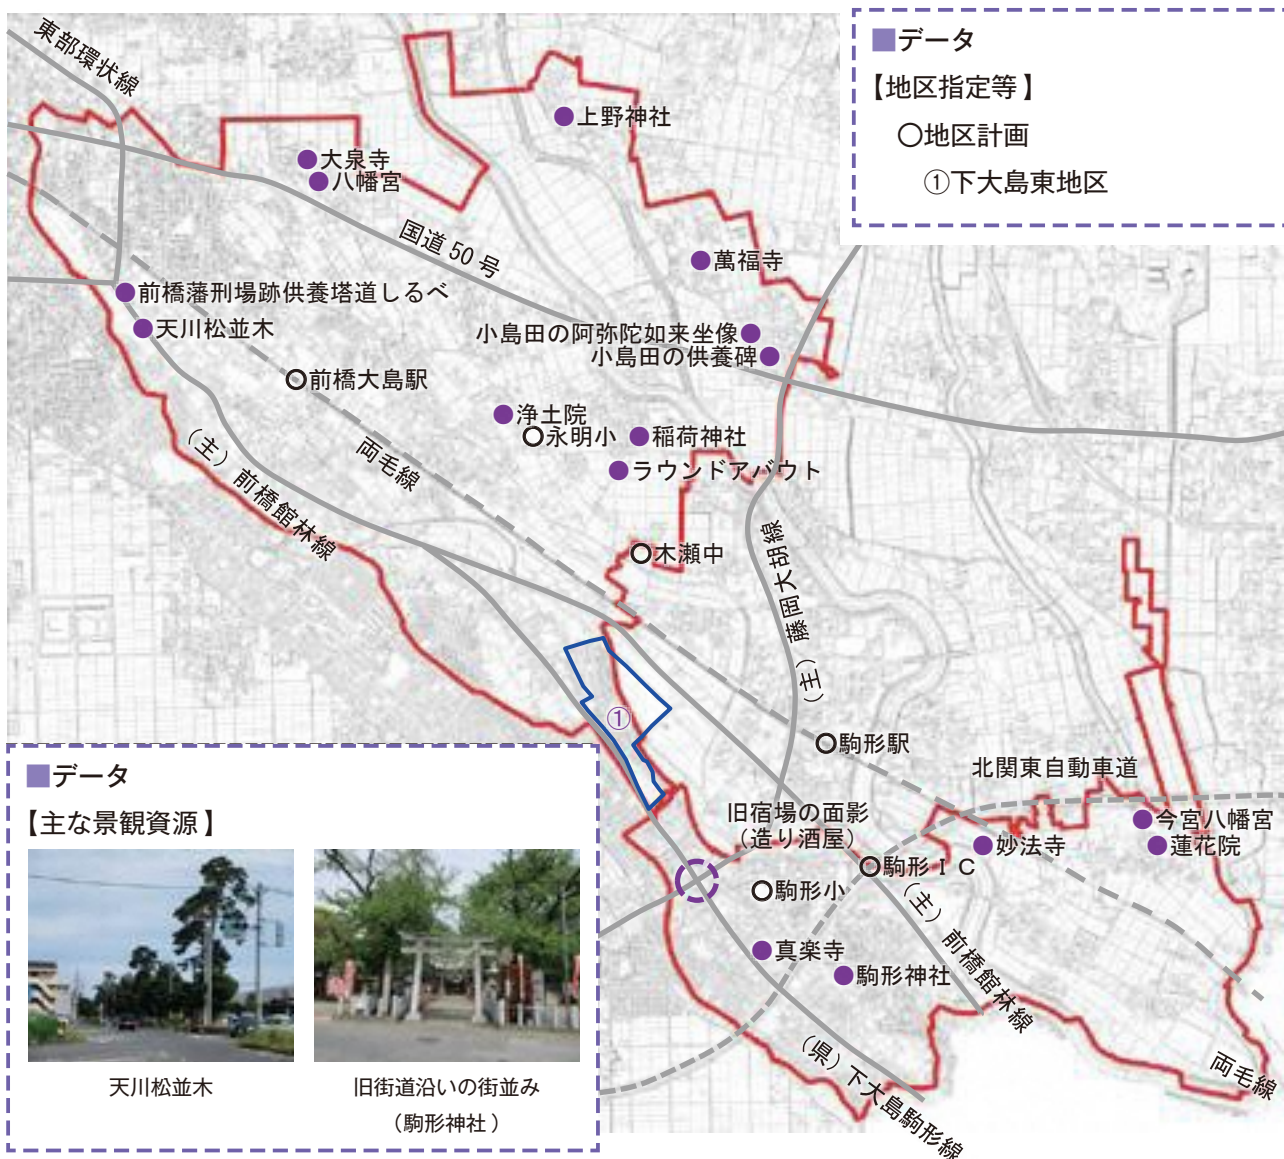 東部環状線
■データ
【地区指定等】
〇地区計画
①下大島東地区
上野神社
大泉寺
八幡宮
国道50号
萬福寺
前橋藩刑場跡供養塔道しるべ
天川松並木
小島田の阿弥陀如来坐像
小島田の供養碑
前橋大島駅
浄土院
永明小
稲荷神社
ラウンドアバウト
両毛線
(主)前橋館林線
木瀬中
(主)藤岡大胡線
①
駒形駅
北関東自動車道
旧宿場の面影
(造り酒屋)
今宮八幡宮
蓮花院
妙法寺
駒形IC
駒形小
(主)前橋館林線
真楽寺
駒形神社
(県)下大島駒形線
両毛線
■データ
【主な景観資源】
天川松並木
旧街道沿いの街並み
(駒形神社)